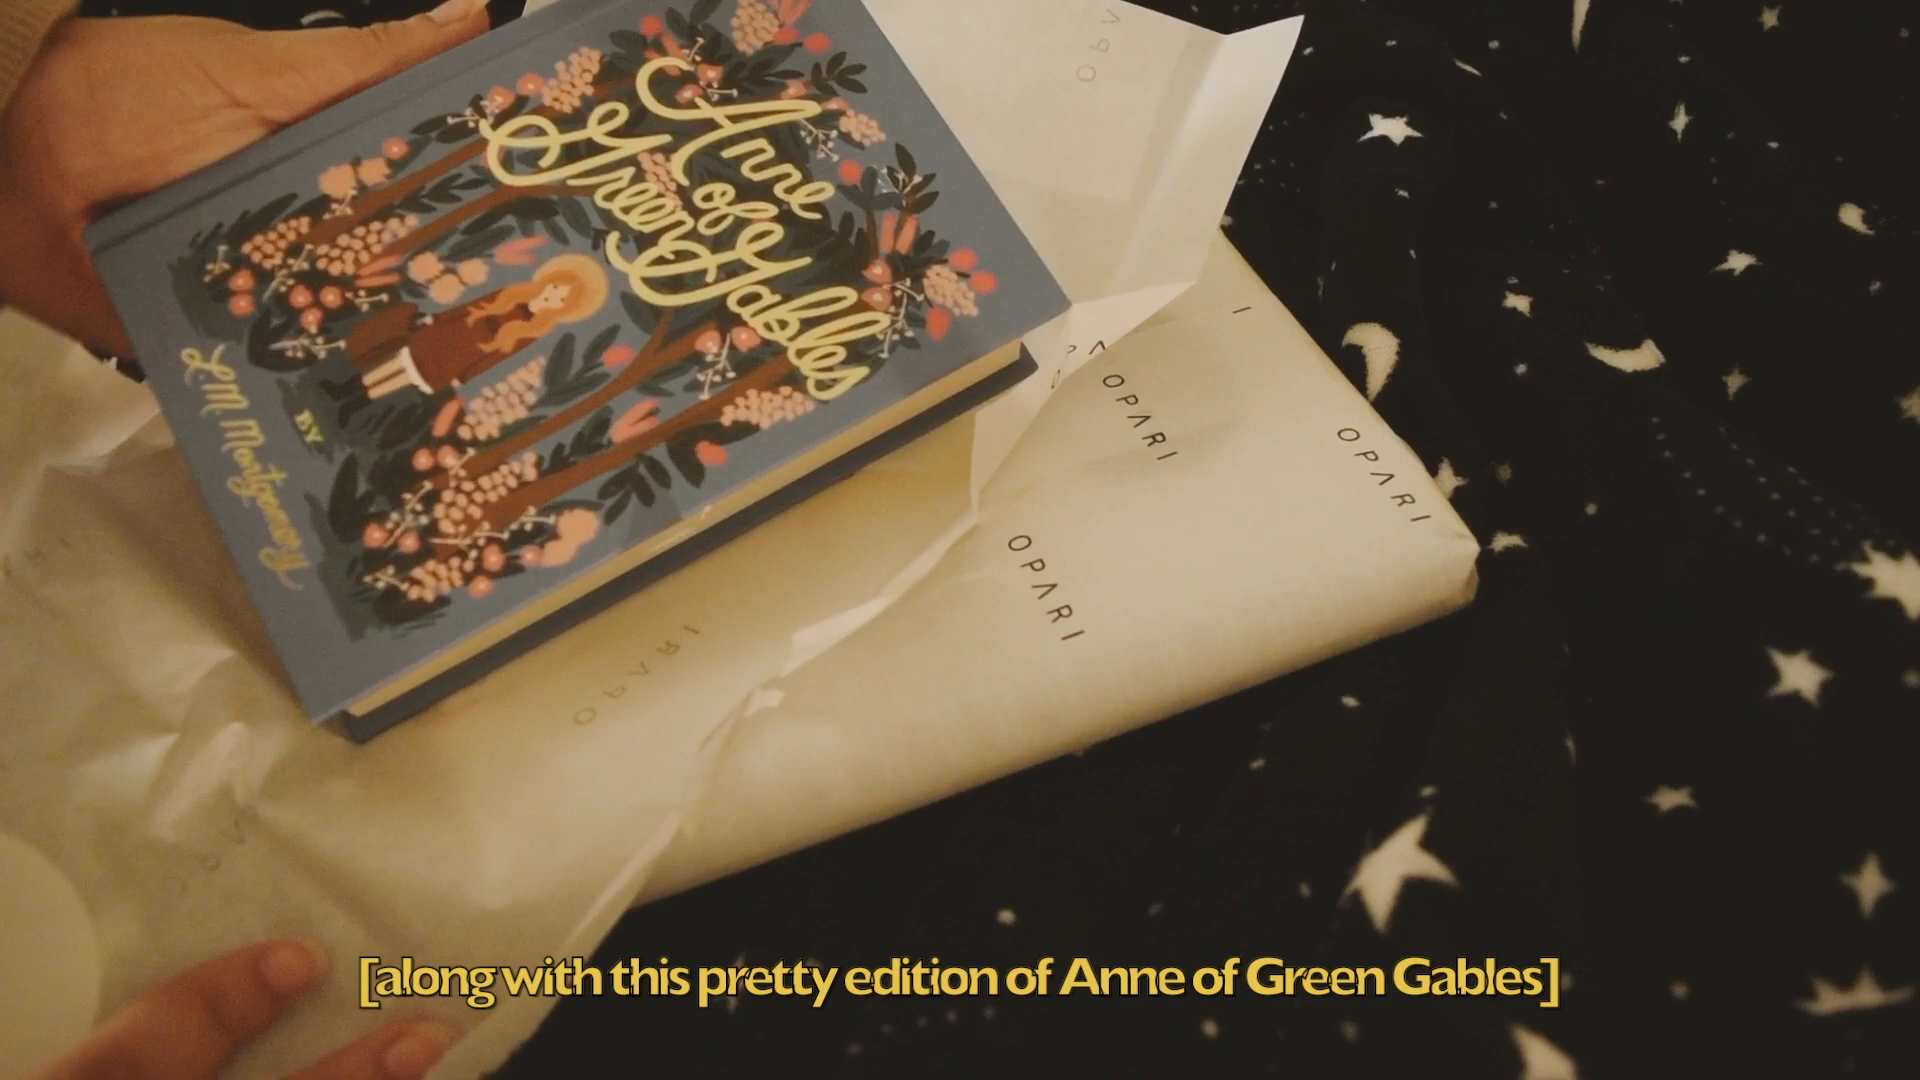 Anne
of
Green
Gables
BY
L.M. Montgomery
OPARI
OPARI
OPARI
OPARI
[along with this pretty edition of Anne of Green Gables]